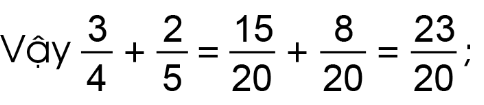 Vậy 3/4 + 2/5 = 15/20 + 8/20 = 23/20 ;